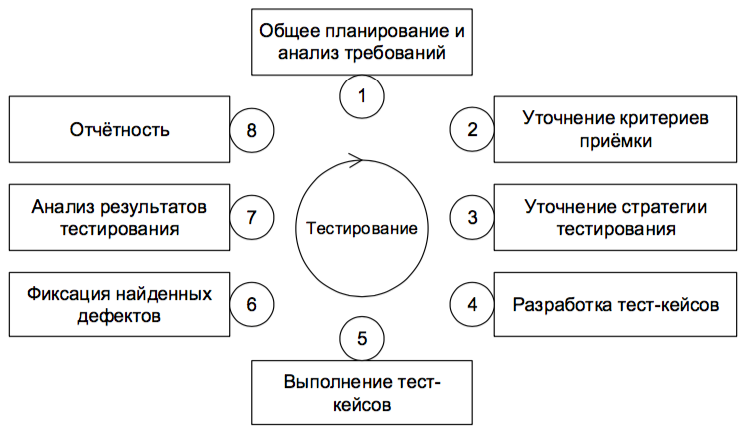 Общее планирование и
анализ требований
1
2
Уточнение критериев
приёмки
3
Уточнение стратегии
тестирования
4
Разработка тест-кейсов
5
Выполнение тест-
кейсов
6
Фиксация найденных
дефектов
7
Анализ результатов
тестирования
8
Отчётность
Тестирование